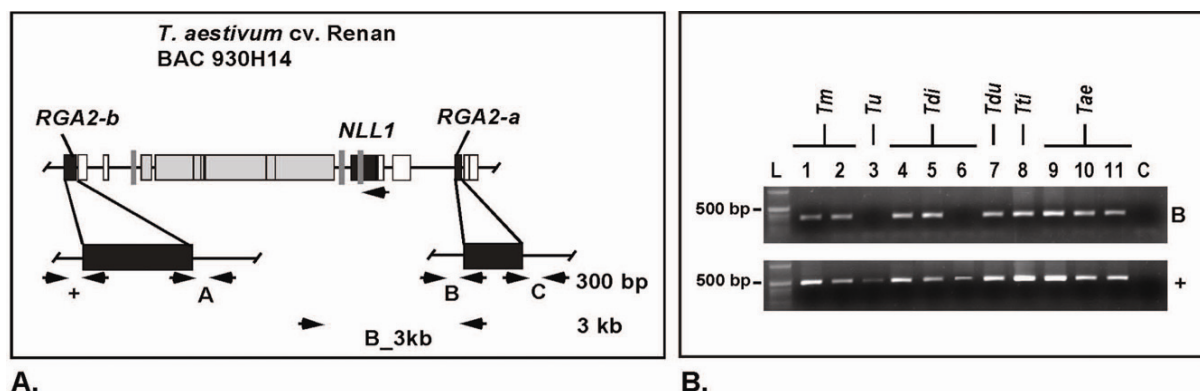 T. aestivum cv. Renan
BAC 930H14
RGA2-b
NLL1
RGA2-a
+
A
B
C
300 bp
B_3kb
3 kb
A.
Tm
Tu
Tdi
Tdu
Tti
Tae
L 1 2 3 4 5 6 7 8 9 10 11 C
500 bp
B
500 bp
+
B.